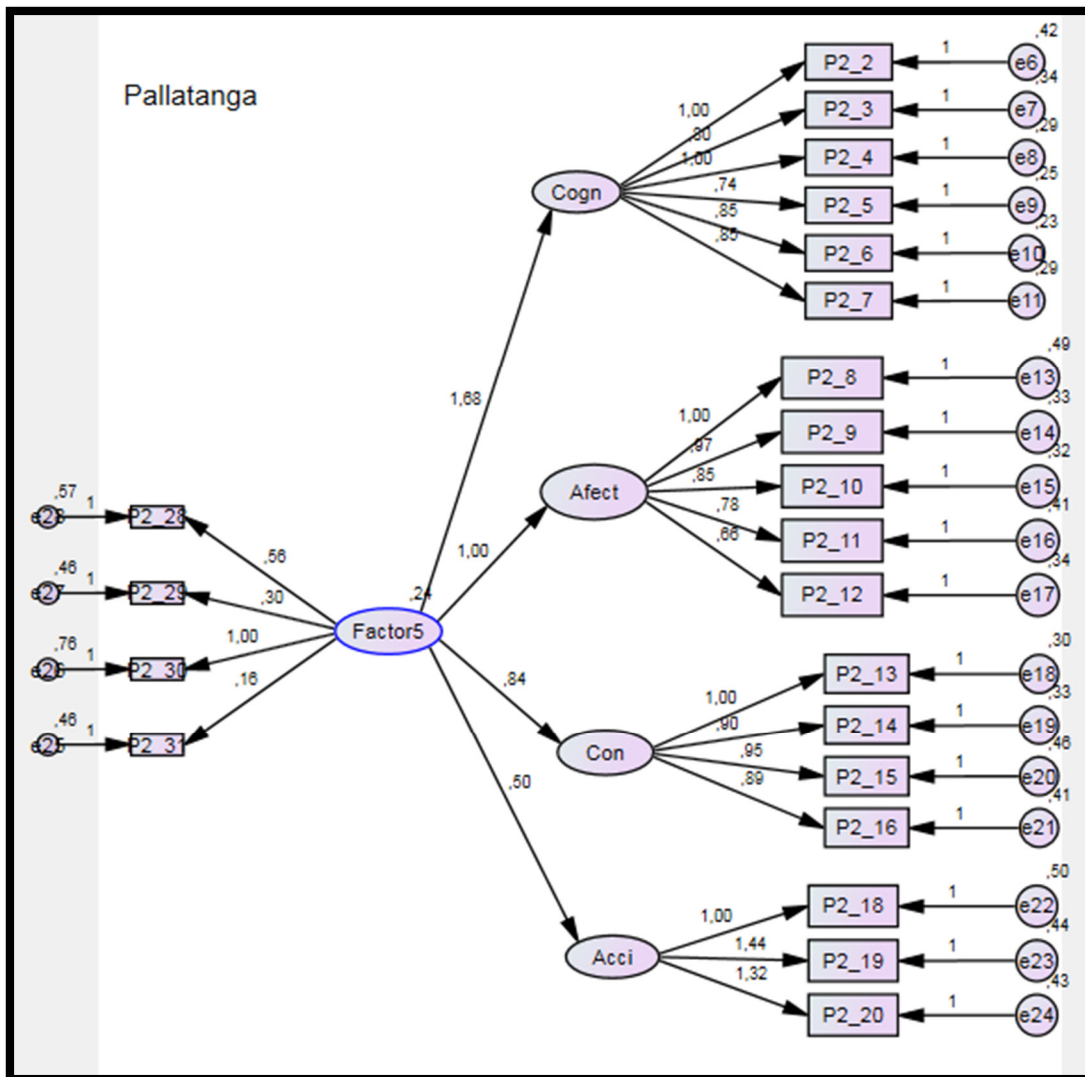 Pallatanga
Cogn
1,00
,80
1,00
,74
,85
,85
P2_2 1 e6 ,42
P2_3 1 e7 ,34
P2_4 1 e8 ,29
P2_5 1 e9 ,25
P2_6 1 e10 ,23
P2_7 1 e11 ,29
1,68
Afect
1,00
,97
,85
,78
,66
P2_8 1 e13 ,49
P2_9 1 e14 ,33
P2_10 1 e15 ,32
P2_11 1 e16 ,41
P2_12 1 e17 ,34
1,00
,57 e28 1 P2_28 ,56
,46 e27 1 P2_29 ,30
,76 e26 1 P2_30 1,00
,46 e25 1 P2_31 ,16
Factor5 ,24
,84
Con
1,00
,90
,95
,89
P2_13 1 e18 ,30
P2_14 1 e19 ,33
P2_15 1 e20 ,46
P2_16 1 e21 ,41
,50
Acci
1,00
1,44
1,32
P2_18 1 e22 ,50
P2_19 1 e23 ,44
P2_20 1 e24 ,43